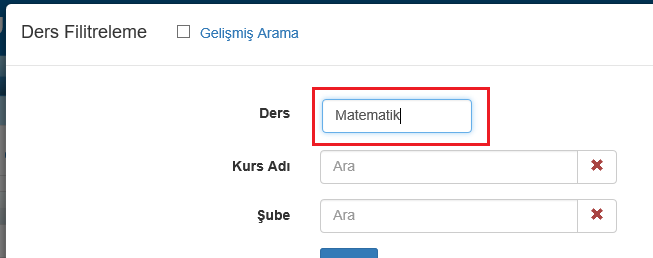 Ders Filitreleme Gelişmiş Arama
Ders Matematik
Kurs Adı Ara
Şube Ara